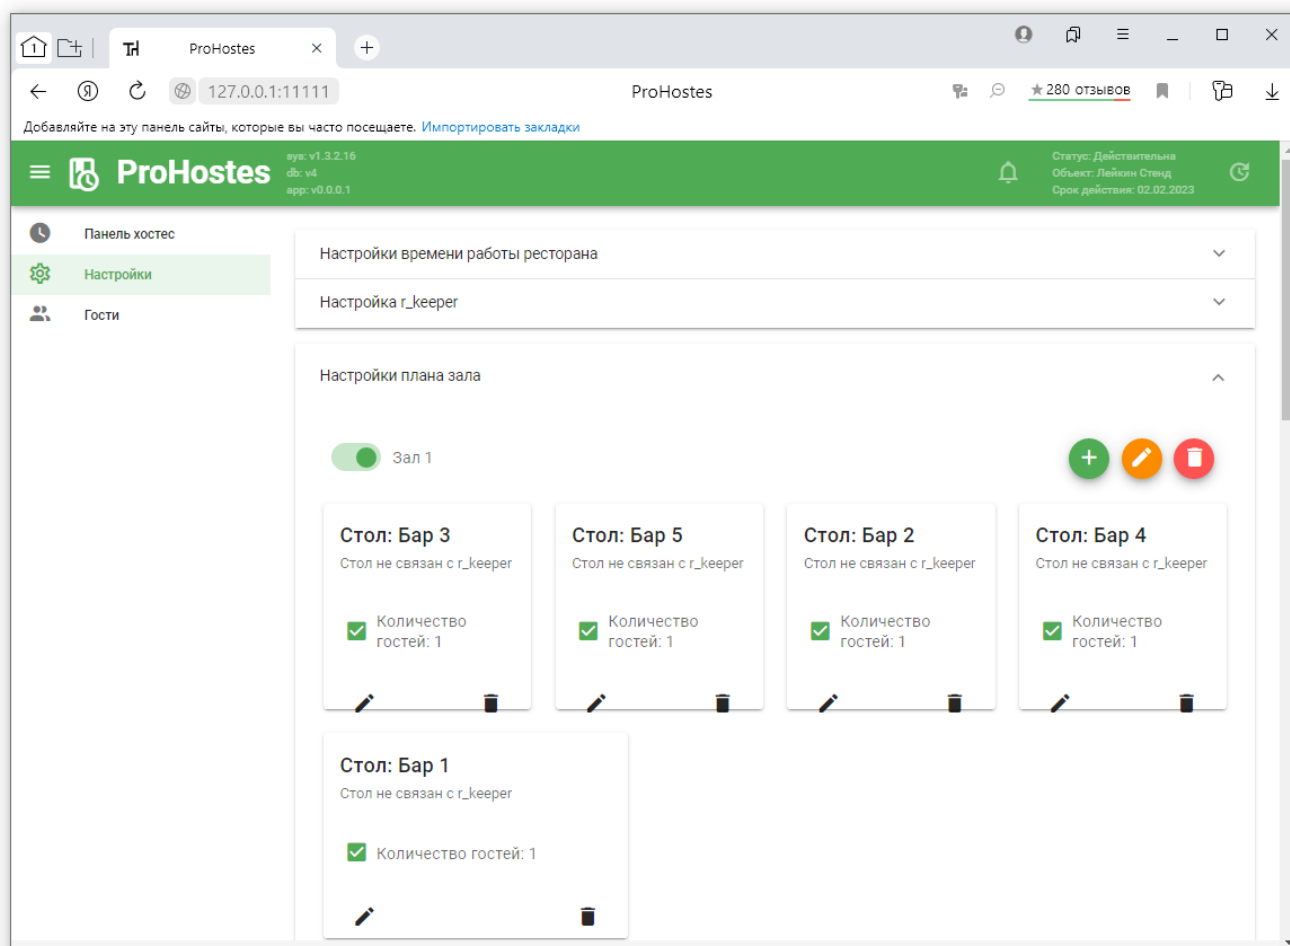 1
ProHostes
Я
127.0.0.1:11111
ProHostes
280 отзывов
Добавляйте на эту панель сайты, которые вы часто посещаете. Импортировать закладки
ProHostes
sys: v1.3.2.16
db: v4
app: v0.0.0.1
Статус: Действительна
Объект: Лейкин Стенд
Срок действия: 02.02.2023
Панель хостес
Настройки
Гости
Настройки времени работы ресторана
Настройка r_keeper
Настройки плана зала
Зал 1
Стол: Бар 3
Стол не связан с r_keeper
Количество
гостей: 1
Стол: Бар 5
Стол не связан с r_keeper
Количество
гостей: 1
Стол: Бар 2
Стол не связан с r_keeper
Количество
гостей: 1
Стол: Бар 4
Стол не связан с r_keeper
Количество
гостей: 1
Стол: Бар 1
Стол не связан с r_keeper
Количество гостей: 1